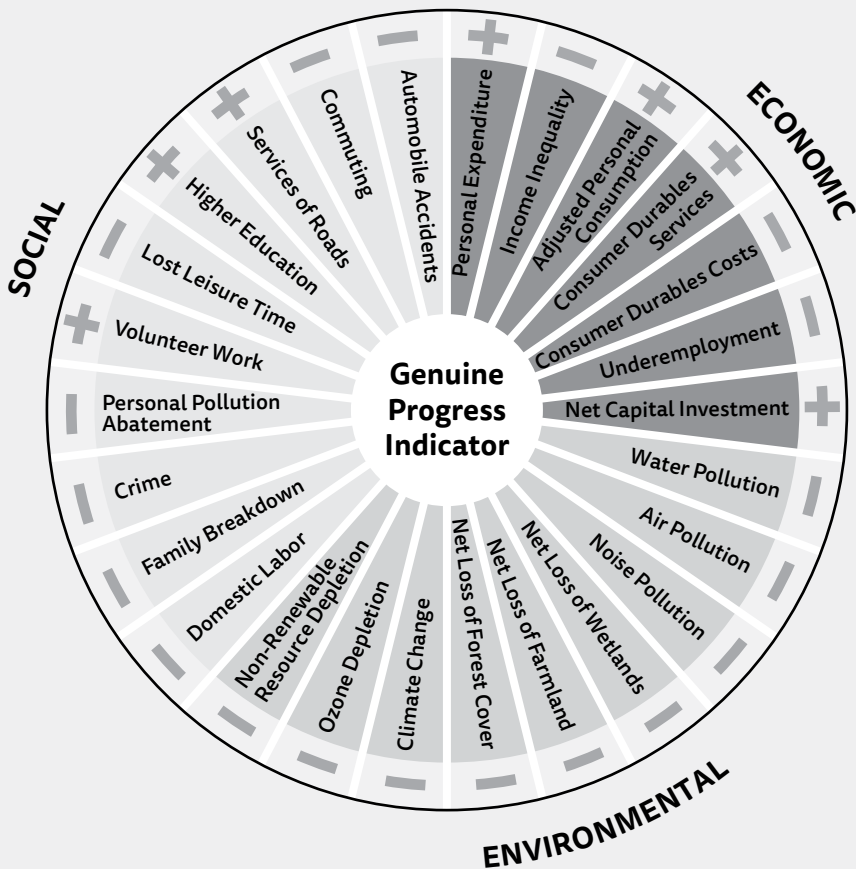 Genuine
Progress
Indicator
ECONOMIC
Personal Expenditure
Income Inequality
Adjusted Personal
Consumption
Consumer Durables
Services
Consumer Durables Costs
Underemployment
Net Capital Investment
ENVIRONMENTAL
Water Pollution
Air Pollution
Noise Pollution
Net Loss of Wetlands
Net Loss of Farmland
Net Loss of Forest Cover
Climate Change
Ozone Depletion
Non-Renewable
Resource Depletion
SOCIAL
Domestic Labor
Family Breakdown
Crime
Personal Pollution
Abatement
Volunteer Work
Lost Leisure Time
Higher Education
Services of Roads
Commuting
Automobile Accidents